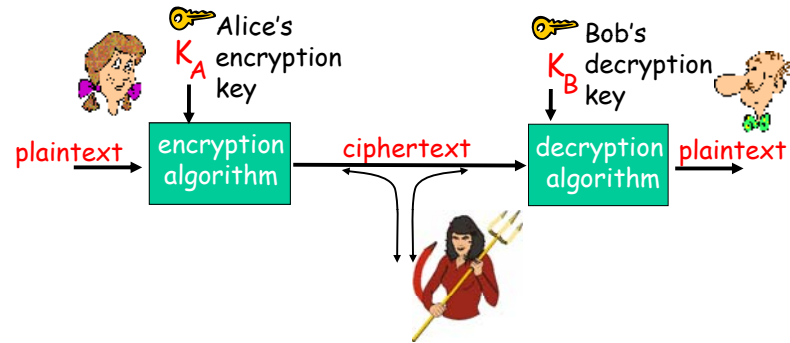 Alice's
encryption
key
K_A
Bob's
decryption
key
K_B
plaintext
encryption
algorithm
ciphertext
decryption
algorithm
plaintext